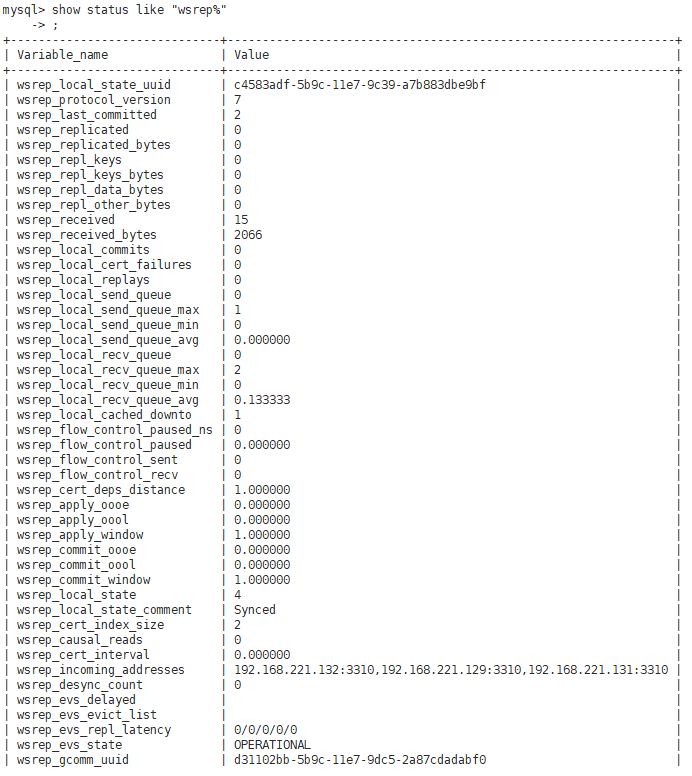 mysql> show status like "wsrep%"
    -> ;
+----------------------------+----------------------------------------------------------+
| Variable_name              | Value                                                    |
+----------------------------+----------------------------------------------------------+
| wsrep_local_state_uuid     | c4583adf-5b9c-11e7-9c39-a7b883dbe9bf                     |
| wsrep_protocol_version     | 7                                                        |
| wsrep_last_committed       | 2                                                        |
| wsrep_replicated           | 0                                                        |
| wsrep_replicated_bytes     | 0                                                        |
| wsrep_repl_keys            | 0                                                        |
| wsrep_repl_keys_bytes      | 0                                                        |
| wsrep_repl_data_bytes      | 0                                                        |
| wsrep_repl_other_bytes     | 0                                                        |
| wsrep_received             | 15                                                       |
| wsrep_received_bytes       | 2066                                                     |
| wsrep_local_commits        | 0                                                        |
| wsrep_local_cert_failures  | 0                                                        |
| wsrep_local_replays        | 0                                                        |
| wsrep_local_send_queue     | 0                                                        |
| wsrep_local_send_queue_max | 1                                                        |
| wsrep_local_send_queue_min | 0                                                        |
| wsrep_local_send_queue_avg | 0.000000                                                 |
| wsrep_local_recv_queue     | 0                                                        |
| wsrep_local_recv_queue_max | 2                                                        |
| wsrep_local_recv_queue_min | 0                                                        |
| wsrep_local_recv_queue_avg | 0.133333                                                 |
| wsrep_local_cached_downto  | 1                                                        |
| wsrep_flow_control_paused_ns | 0                                                        |
| wsrep_flow_control_paused  | 0.000000                                                 |
| wsrep_flow_control_sent    | 0                                                        |
| wsrep_flow_control_recv    | 0                                                        |
| wsrep_cert_deps_distance   | 1.000000                                                 |
| wsrep_apply_oooe           | 0.000000                                                 |
| wsrep_apply_oool           | 0.000000                                                 |
| wsrep_apply_window         | 1.000000                                                 |
| wsrep_commit_oooe          | 0.000000                                                 |
| wsrep_commit_oool          | 0.000000                                                 |
| wsrep_commit_window        | 1.000000                                                 |
| wsrep_local_state          | 4                                                        |
| wsrep_local_state_comment  | Synced                                                   |
| wsrep_cert_index_size      | 2                                                        |
| wsrep_causal_reads         | 0                                                        |
| wsrep_cert_interval        | 0.000000                                                 |
| wsrep_incoming_addresses   | 192.168.221.132:3310,192.168.221.129:3310,192.168.221.131:3310 |
| wsrep_desync_count         | 0                                                        |
| wsrep_evs_delayed          |                                                          |
| wsrep_evs_evict_list       |                                                          |
| wsrep_evs_repl_latency     | 0/0/0/0/0                                                |
| wsrep_evs_state            | OPERATIONAL                                              |
| wsrep_gcomm_uuid           | d31102bb-5b9c-11e7-9dc5-2a87cdadabf0                     |